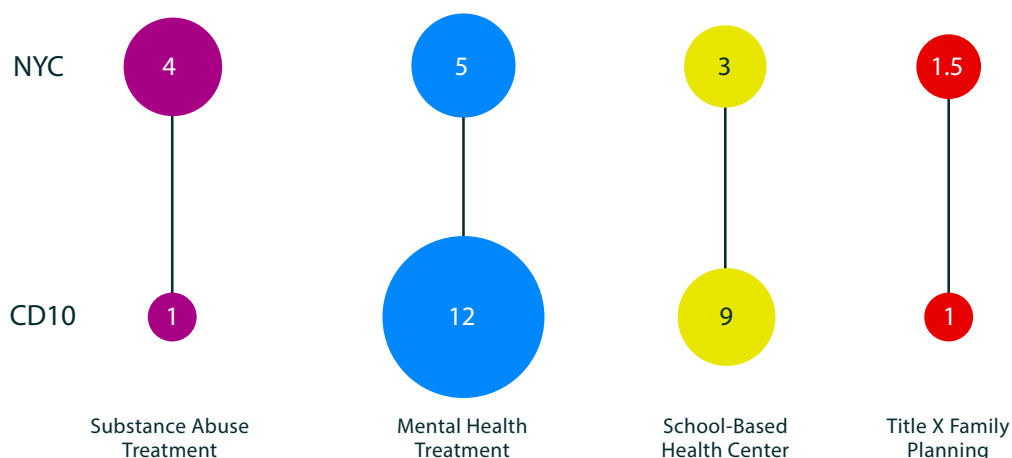 NYC
4
5
3
1.5
CD10
1
12
9
1
Substance Abuse
Treatment
Mental Health
Treatment
School-Based
Health Center
Title X Family
Planning